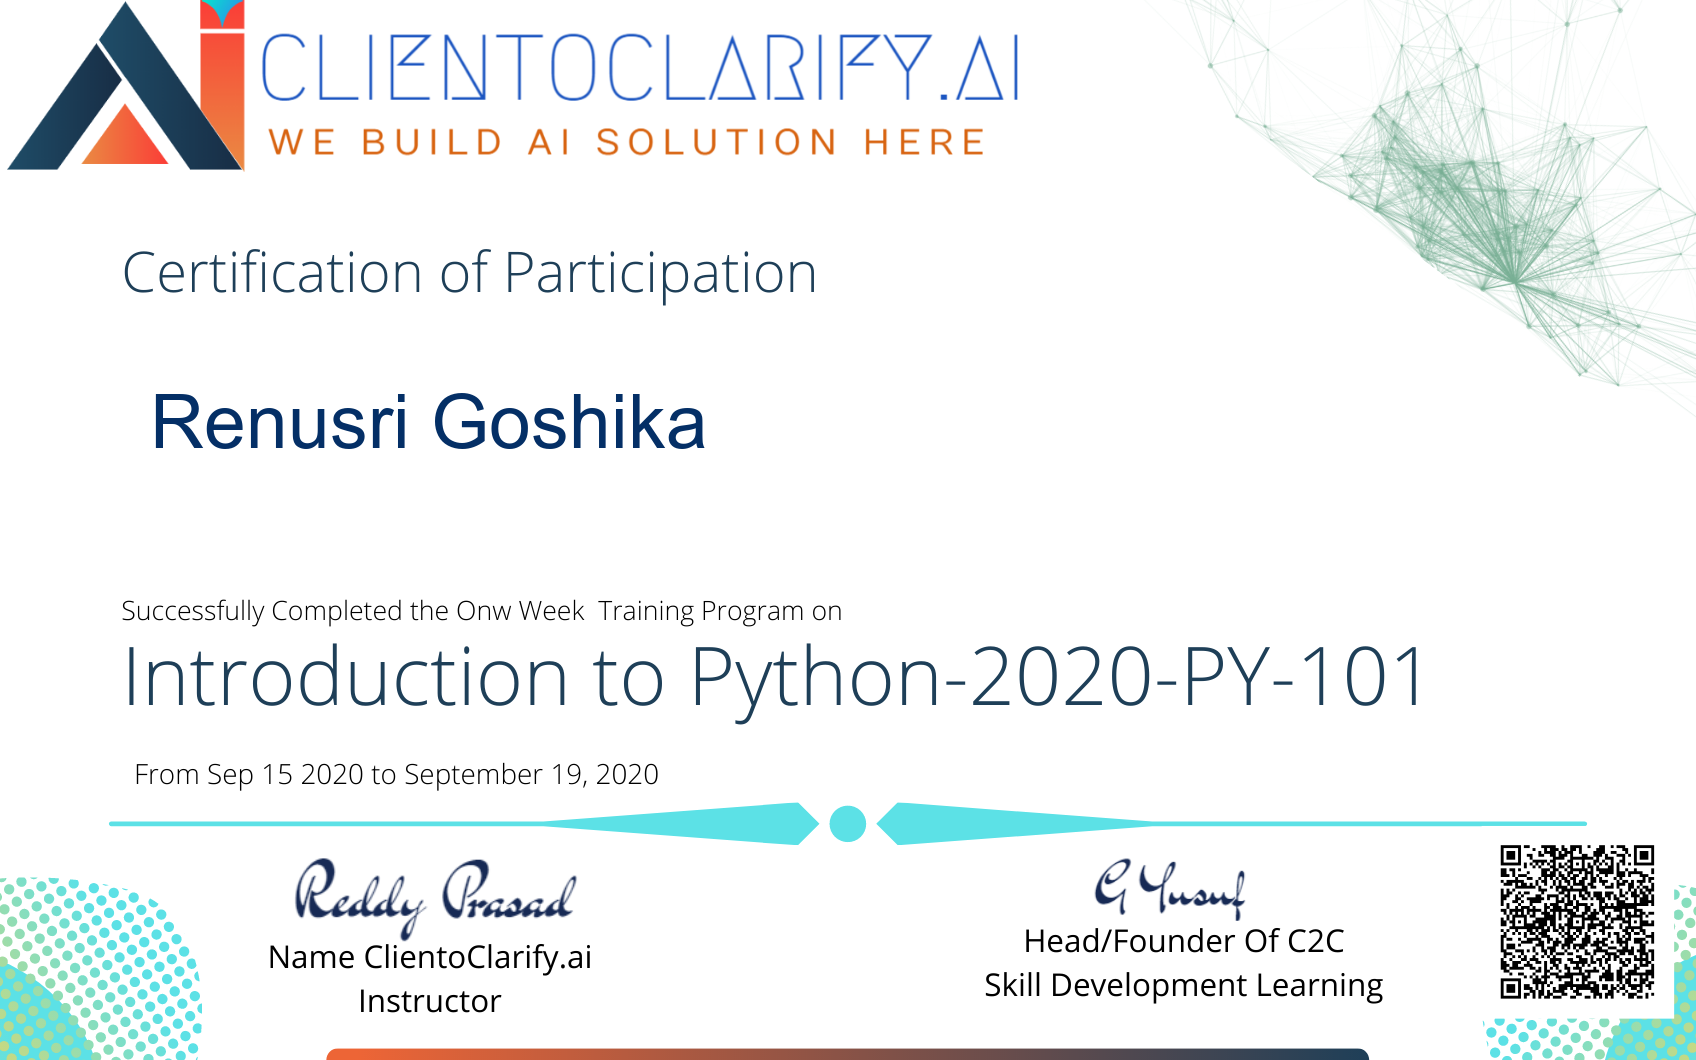 CLIENTOCLARIFY.AI
WE BUILD AI SOLUTION HERE
Certification of Participation
Renusri Goshika
Successfully Completed the Onw Week Training Program on
Introduction to Python-2020-PY-101
From Sep 15 2020 to September 19, 2020
Reddy Prasad
Name ClientoClarify.ai
Instructor
G Yusuf
Head/Founder Of C2C
Skill Development Learning